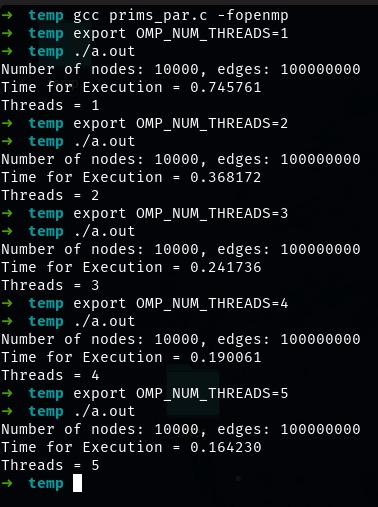 → temp gcc prims_par.c -fopenmp
→ temp export OMP_NUM_THREADS=1
→ temp ./a.out
Number of nodes: 10000, edges: 100000000
Time for Execution = 0.745761
Threads = 1
→ temp export OMP_NUM_THREADS=2
→ temp ./a.out
Number of nodes: 10000, edges: 100000000
Time for Execution = 0.368172
Threads = 2
→ temp export OMP_NUM_THREADS=3
→ temp ./a.out
Number of nodes: 10000, edges: 100000000
Time for Execution = 0.241736
Threads = 3
→ temp export OMP_NUM_THREADS=4
→ temp ./a.out
Number of nodes: 10000, edges: 100000000
Time for Execution = 0.190061
Threads = 4
→ temp export OMP_NUM_THREADS=5
→ temp ./a.out
Number of nodes: 10000, edges: 100000000
Time for Execution = 0.164230
Threads = 5
→ temp